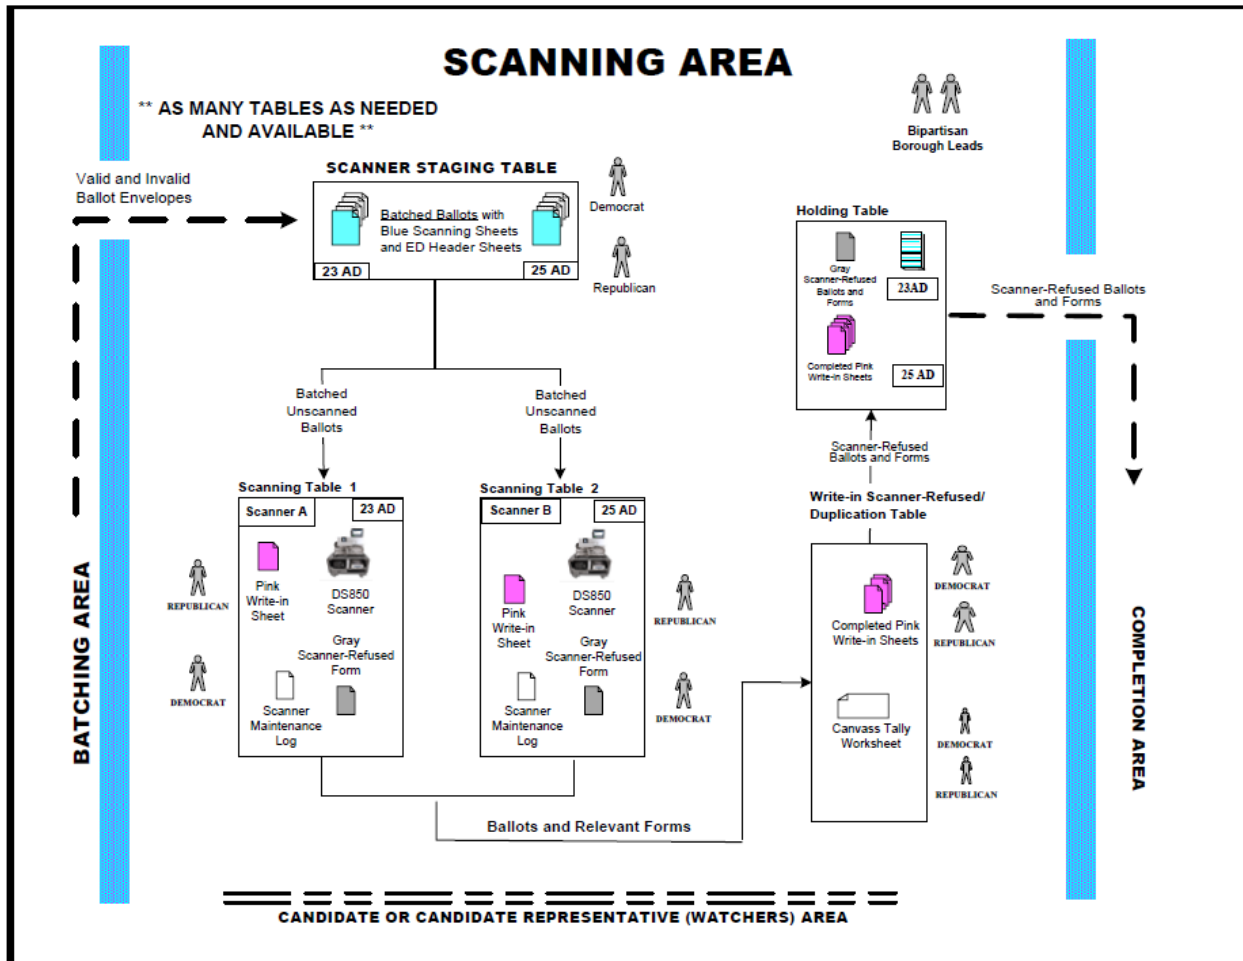 SCANNING AREA
** AS MANY TABLES AS NEEDED
AND AVAILABLE **
Bipartisan
Borough Leads
Valid and Invalid
Ballot Envelopes
SCANNER STAGING TABLE
Batched Ballots with
Blue Scanning Sheets
and ED Header Sheets
23 AD
25 AD
Democrat
Republican
Holding Table
Gray
Scanner-Refused
Ballots and
Forms
23AD
Completed Pink
Write-in Sheets
25 AD
Scanner-Refused Ballots
and Forms
Batched
Unscanned
Ballots
Batched
Unscanned
Ballots
Scanner-Refused
Ballots and Forms
Scanning Table 1
Scanner A
23 AD
Pink
Write-in
Sheet
DS850
Scanner
Gray
Scanner-Refused
Form
Scanner
Maintenance
Log
REPUBLICAN
DEMOCRAT
Scanning Table 2
Scanner B
25 AD
Pink
Write-in
Sheet
DS850
Scanner
Gray
Scanner-Refused
Form
Scanner
Maintenance
Log
REPUBLICAN
DEMOCRAT
Write-in Scanner-Refused/
Duplication Table
Completed Pink
Write-in Sheets
Canvass Tally
Worksheet
DEMOCRAT
REPUBLICAN
DEMOCRAT
REPUBLICAN
BATCHING AREA
COMPLETION AREA
Ballots and Relevant Forms
CANDIDATE OR CANDIDATE REPRESENTATIVE (WATCHERS) AREA